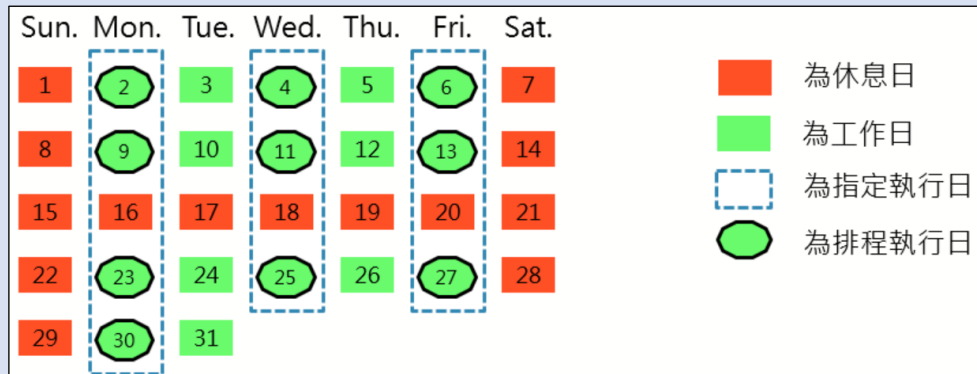 Sun. Mon. Tue. Wed. Thu. Fri. Sat.
1 2 3 4 5 6 7
8 9 10 11 12 13 14
15 16 17 18 19 20 21
22 23 24 25 26 27 28
29 30 31
為休息日
為工作日
為指定執行日
為排程執行日